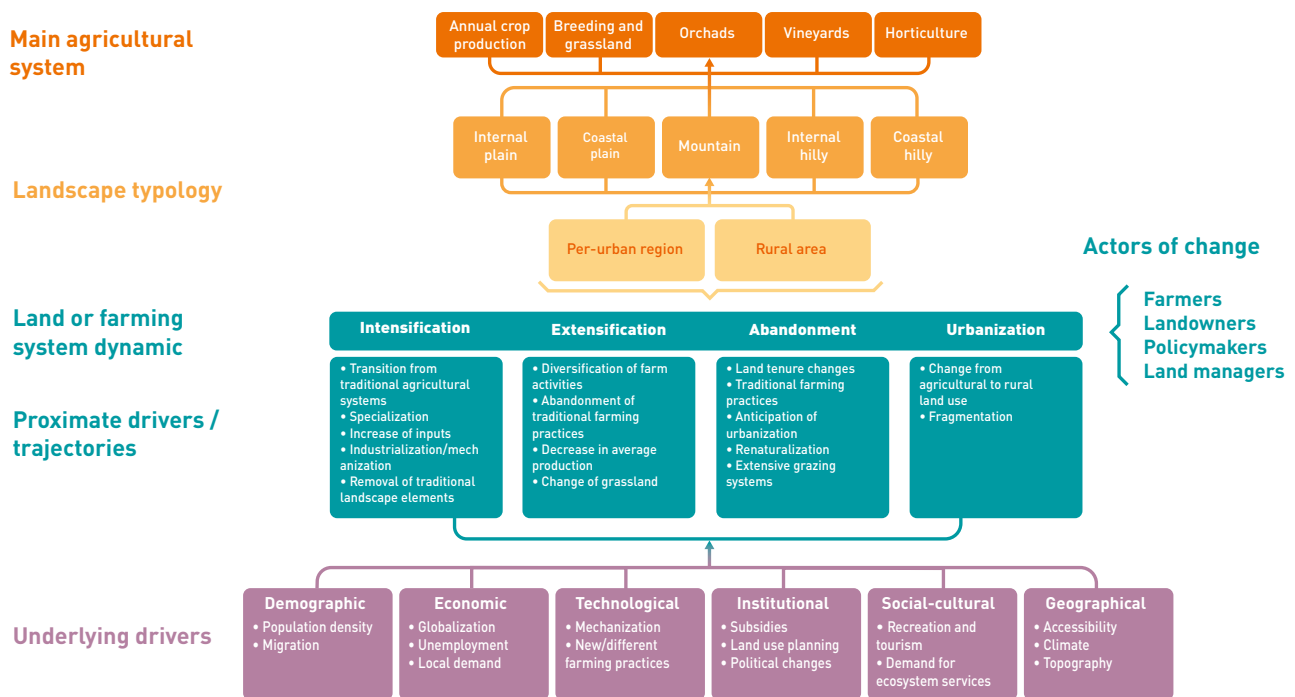 Main agricultural
system
Annual crop
production
Breeding and
grassland
Orchads
Vineyards
Horticulture
Landscape typology
Internal
plain
Coastal
plain
Mountain
Internal
hilly
Coastal
hilly
Per-urban region
Rural area
Actors of change
Farmers
Landowners
Policymakers
Land managers
Land or farming
system dynamic
Intensification
Extensification
Abandonment
Urbanization
Proximate drivers /
trajectories
• Transition from
traditional agricultural
systems
• Specialization
• Increase of inputs
• Industrialization/mech
anization
• Removal of traditional
landscape elements
• Diversification of farm
activities
• Abandonment of
traditional farming
practices
• Decrease in average
production
• Change of grassland
• Land tenure changes
• Traditional farming
practices
• Anticipation of
urbanization
• Renaturalization
• Extensive grazing
systems
• Change from
agricultural to rural
land use
• Fragmentation
Underlying drivers
Demographic
• Population density
• Migration
Economic
• Globalization
• Unemployment
• Local demand
Technological
• Mechanization
• New/different
farming practices
Institutional
• Subsidies
• Land use planning
• Political changes
Social-cultural
• Recreation and
tourism
• Demand for
ecosystem services
Geographical
• Accessibility
• Climate
• Topography